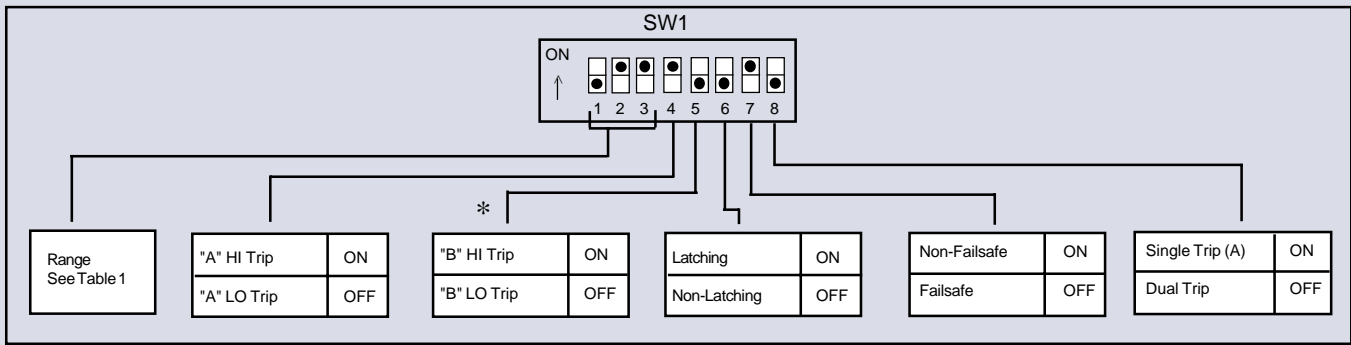 SW1
ON
1 2 3 4 5 6 7 8
*
Range
See Table 1
"A" HI Trip ON
"A" LO Trip OFF
"B" HI Trip ON
"B" LO Trip OFF
Latching ON
Non-Latching OFF
Non-Failsafe ON
Failsafe OFF
Single Trip (A) ON
Dual Trip OFF